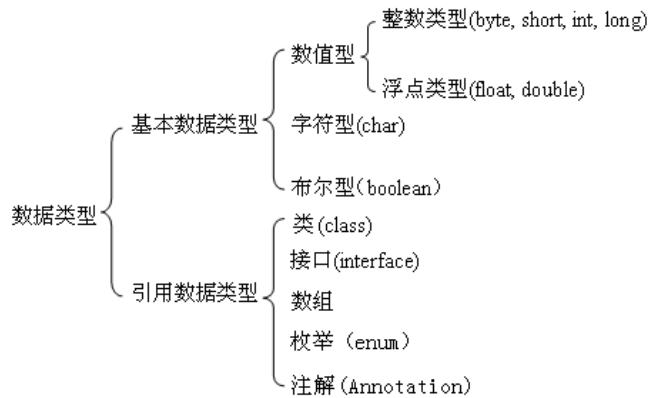 整数类型(byte, short, int, long)
数值型
浮点类型(float, double)
基本数据类型
字符型(char)
布尔型(boolean)
数据类型
类(class)
接口(interface)
引用数据类型
数组
枚举 (enum)
注解(Annotation)